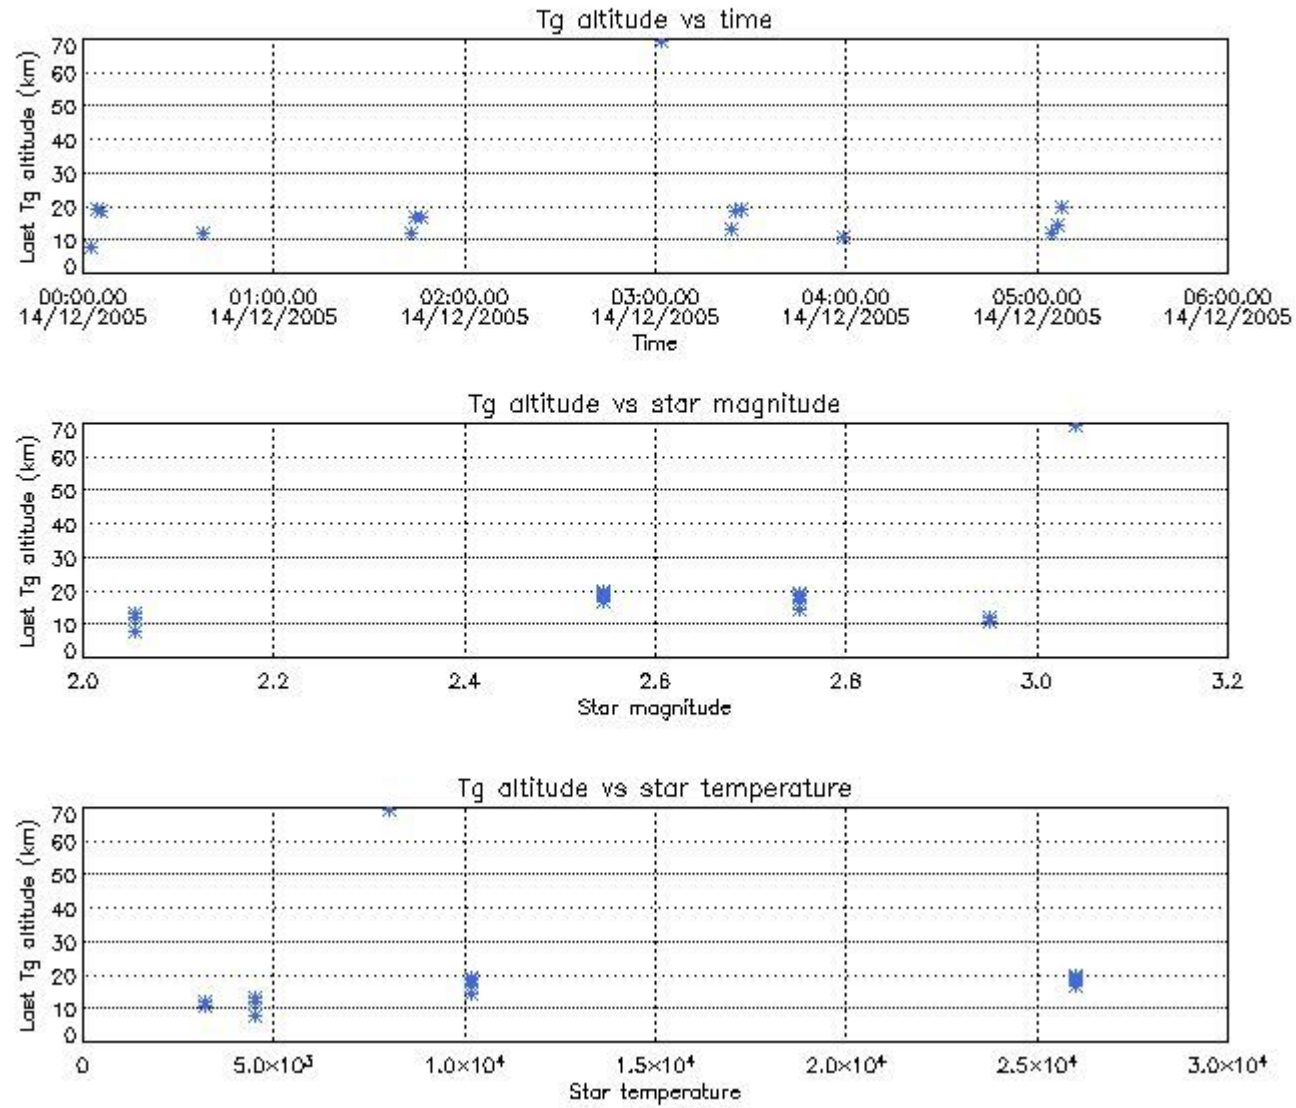 Tg altitude vs time
Last Tg altitude (km)
70
60
50
40
30
20
10
0
00:00.00 01:00.00 02:00.00 03:00.00 04:00.00 05:00.00 06:00.00
14/12/2005 14/12/2005 14/12/2005 14/12/2005 14/12/2005 14/12/2005 14/12/2005
Time
Tg altitude vs star magnitude
Last Tg altitude (km)
70
60
50
40
30
20
10
0
2.0 2.2 2.4 2.6 2.8 3.0 3.2
Star magnitude
Tg altitude vs star temperature
Last Tg altitude (km)
70
60
50
40
30
20
10
0
0 5.0×10³ 1.0×10⁴ 1.5×10⁴ 2.0×10⁴ 2.5×10⁴ 3.0×10⁴
Star temperature